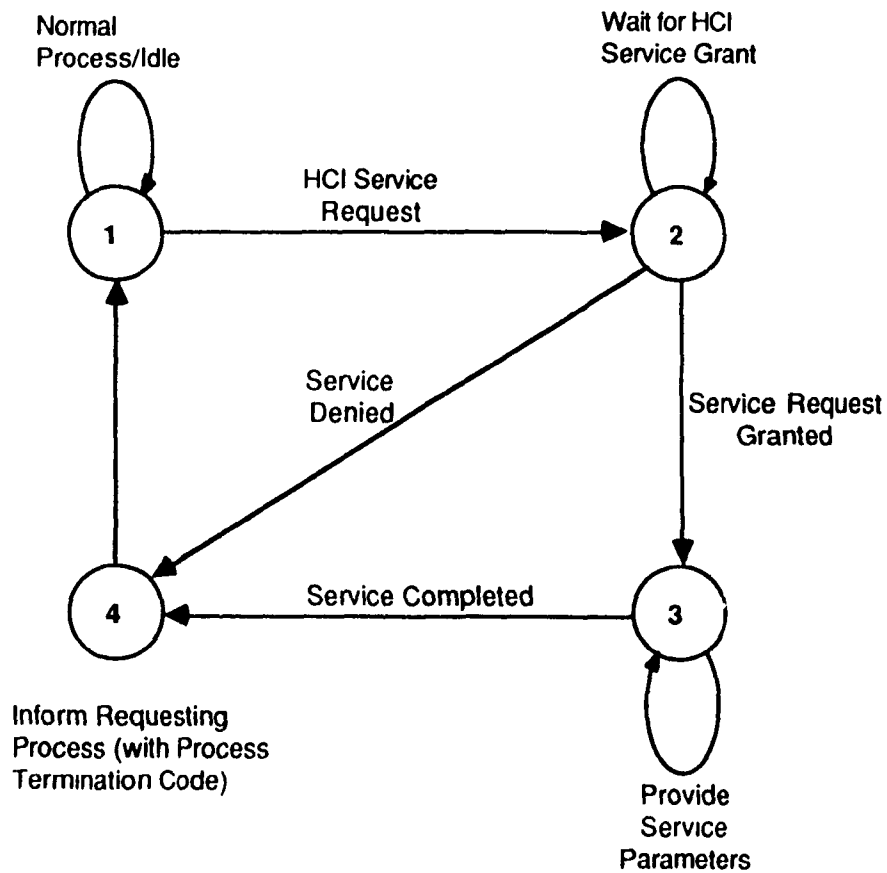 Normal
Process/Idle
Wait for HCI
Service Grant
HCI Service
Request
1
2
Service
Denied
Service Request
Granted
4
Service Completed
3
Inform Requesting
Process (with Process
Termination Code)
Provide
Service
Parameters